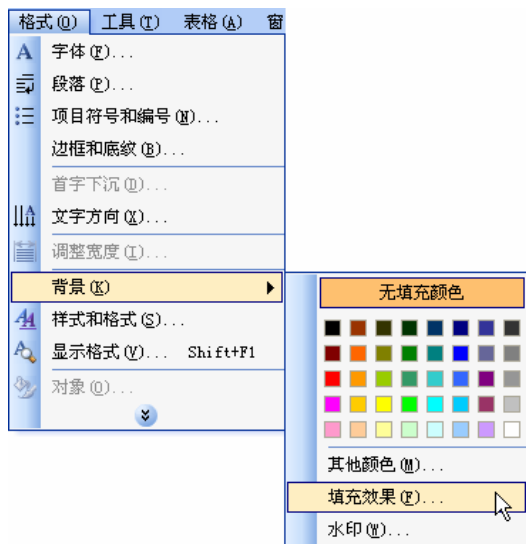 格式(O) 工具(T) 表格(A) 窗
字体(F)...
段落(P)...
项目符号和编号(N)...
边框和底纹(B)...
首字下沉(D)...
文字方向(X)...
调整宽度(I)...
背景(K)
无填充颜色
样式和格式(S)...
显示格式(V)... Shift+F1
对象(O)...
其他颜色(M)...
填充效果(F)...
水印(W)...